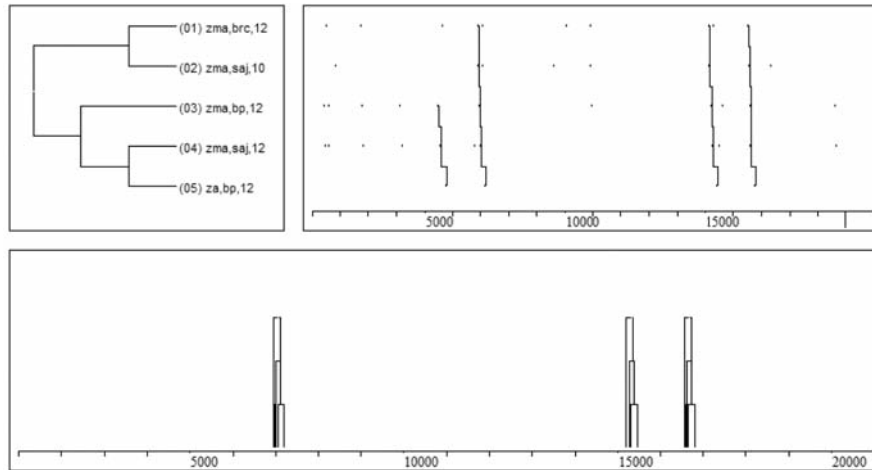 (01) zma,brc,12
(02) zma,saj,10
(03) zma,bp,12
(04) zma,saj,12
(05) za,bp,12
5000 10000 15000
5000 10000 15000 20000